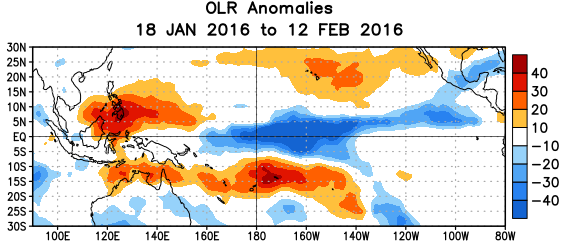 OLR Anomalies
18 JAN 2016 to 12 FEB 2016
30N
25N
20N
15N
10N
5N
EQ
5S
10S
15S
20S
25S
30S
100E 120E 140E 160E 180 160W 140W 120W 100W 80W
40
30
20
10
-10
-20
-30
-40